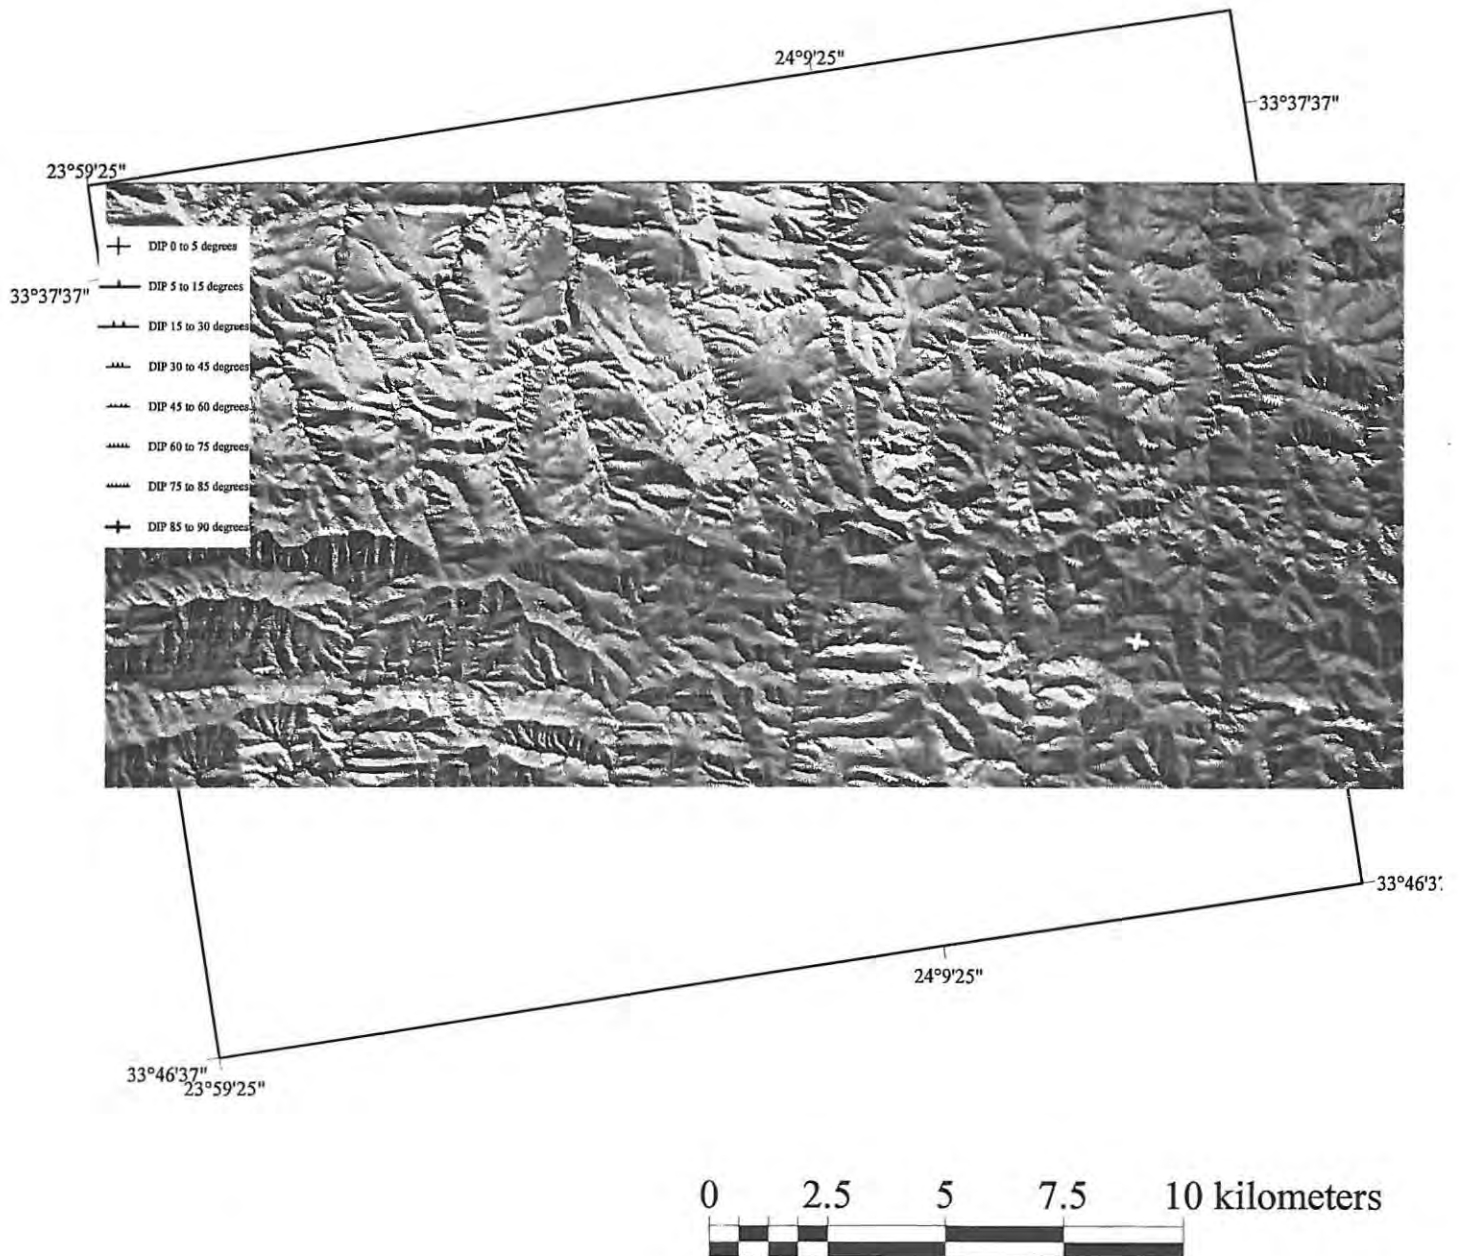 24°9'25"
33°37'37"
23°59'25"
33°37'37"
DIP 0 to 5 degrees
DIP 5 to 15 degrees
DIP 15 to 30 degrees
DIP 30 to 45 degrees
DIP 45 to 60 degrees
DIP 60 to 75 degrees
DIP 75 to 85 degrees
DIP 85 to 90 degrees
33°46'37
24°9'25"
33°46'37"
23°59'25"
0 2.5 5 7.5 10 kilometers